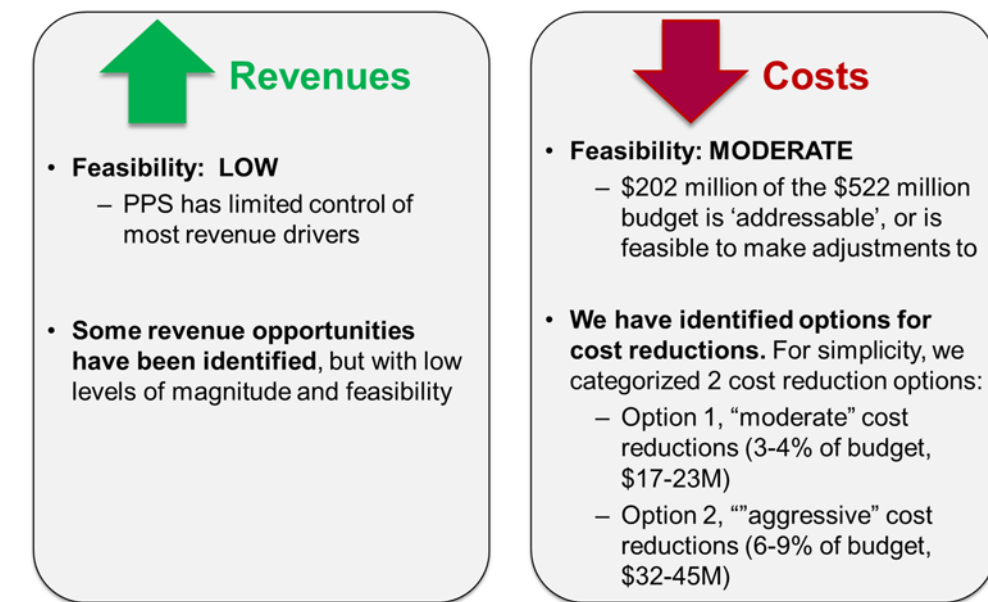 Revenues
• Feasibility:  LOW
– PPS has limited control of
most revenue drivers
• Some revenue opportunities
have been identified, but with low
levels of magnitude and feasibility
Costs
• Feasibility: MODERATE
– $202 million of the $522 million
budget is ‘addressable’, or is
feasible to make adjustments to
• We have identified options for
cost reductions. For simplicity, we
categorized 2 cost reduction options:
– Option 1, “moderate” cost
reductions (3-4% of budget,
$17-23M)
– Option 2, “”aggressive” cost
reductions (6-9% of budget,
$32-45M)